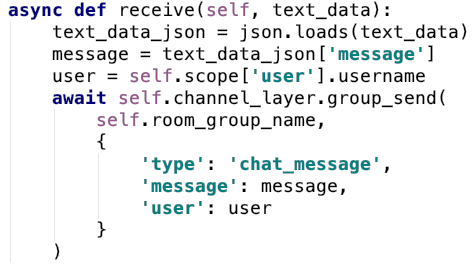 async def receive(self, text_data):
    text_data_json = json.loads(text_data)
    message = text_data_json['message']
    user = self.scope['user'].username
    await self.channel_layer.group_send(
        self.room_group_name,
        {
            'type': 'chat_message',
            'message': message,
            'user': user
        }
    )